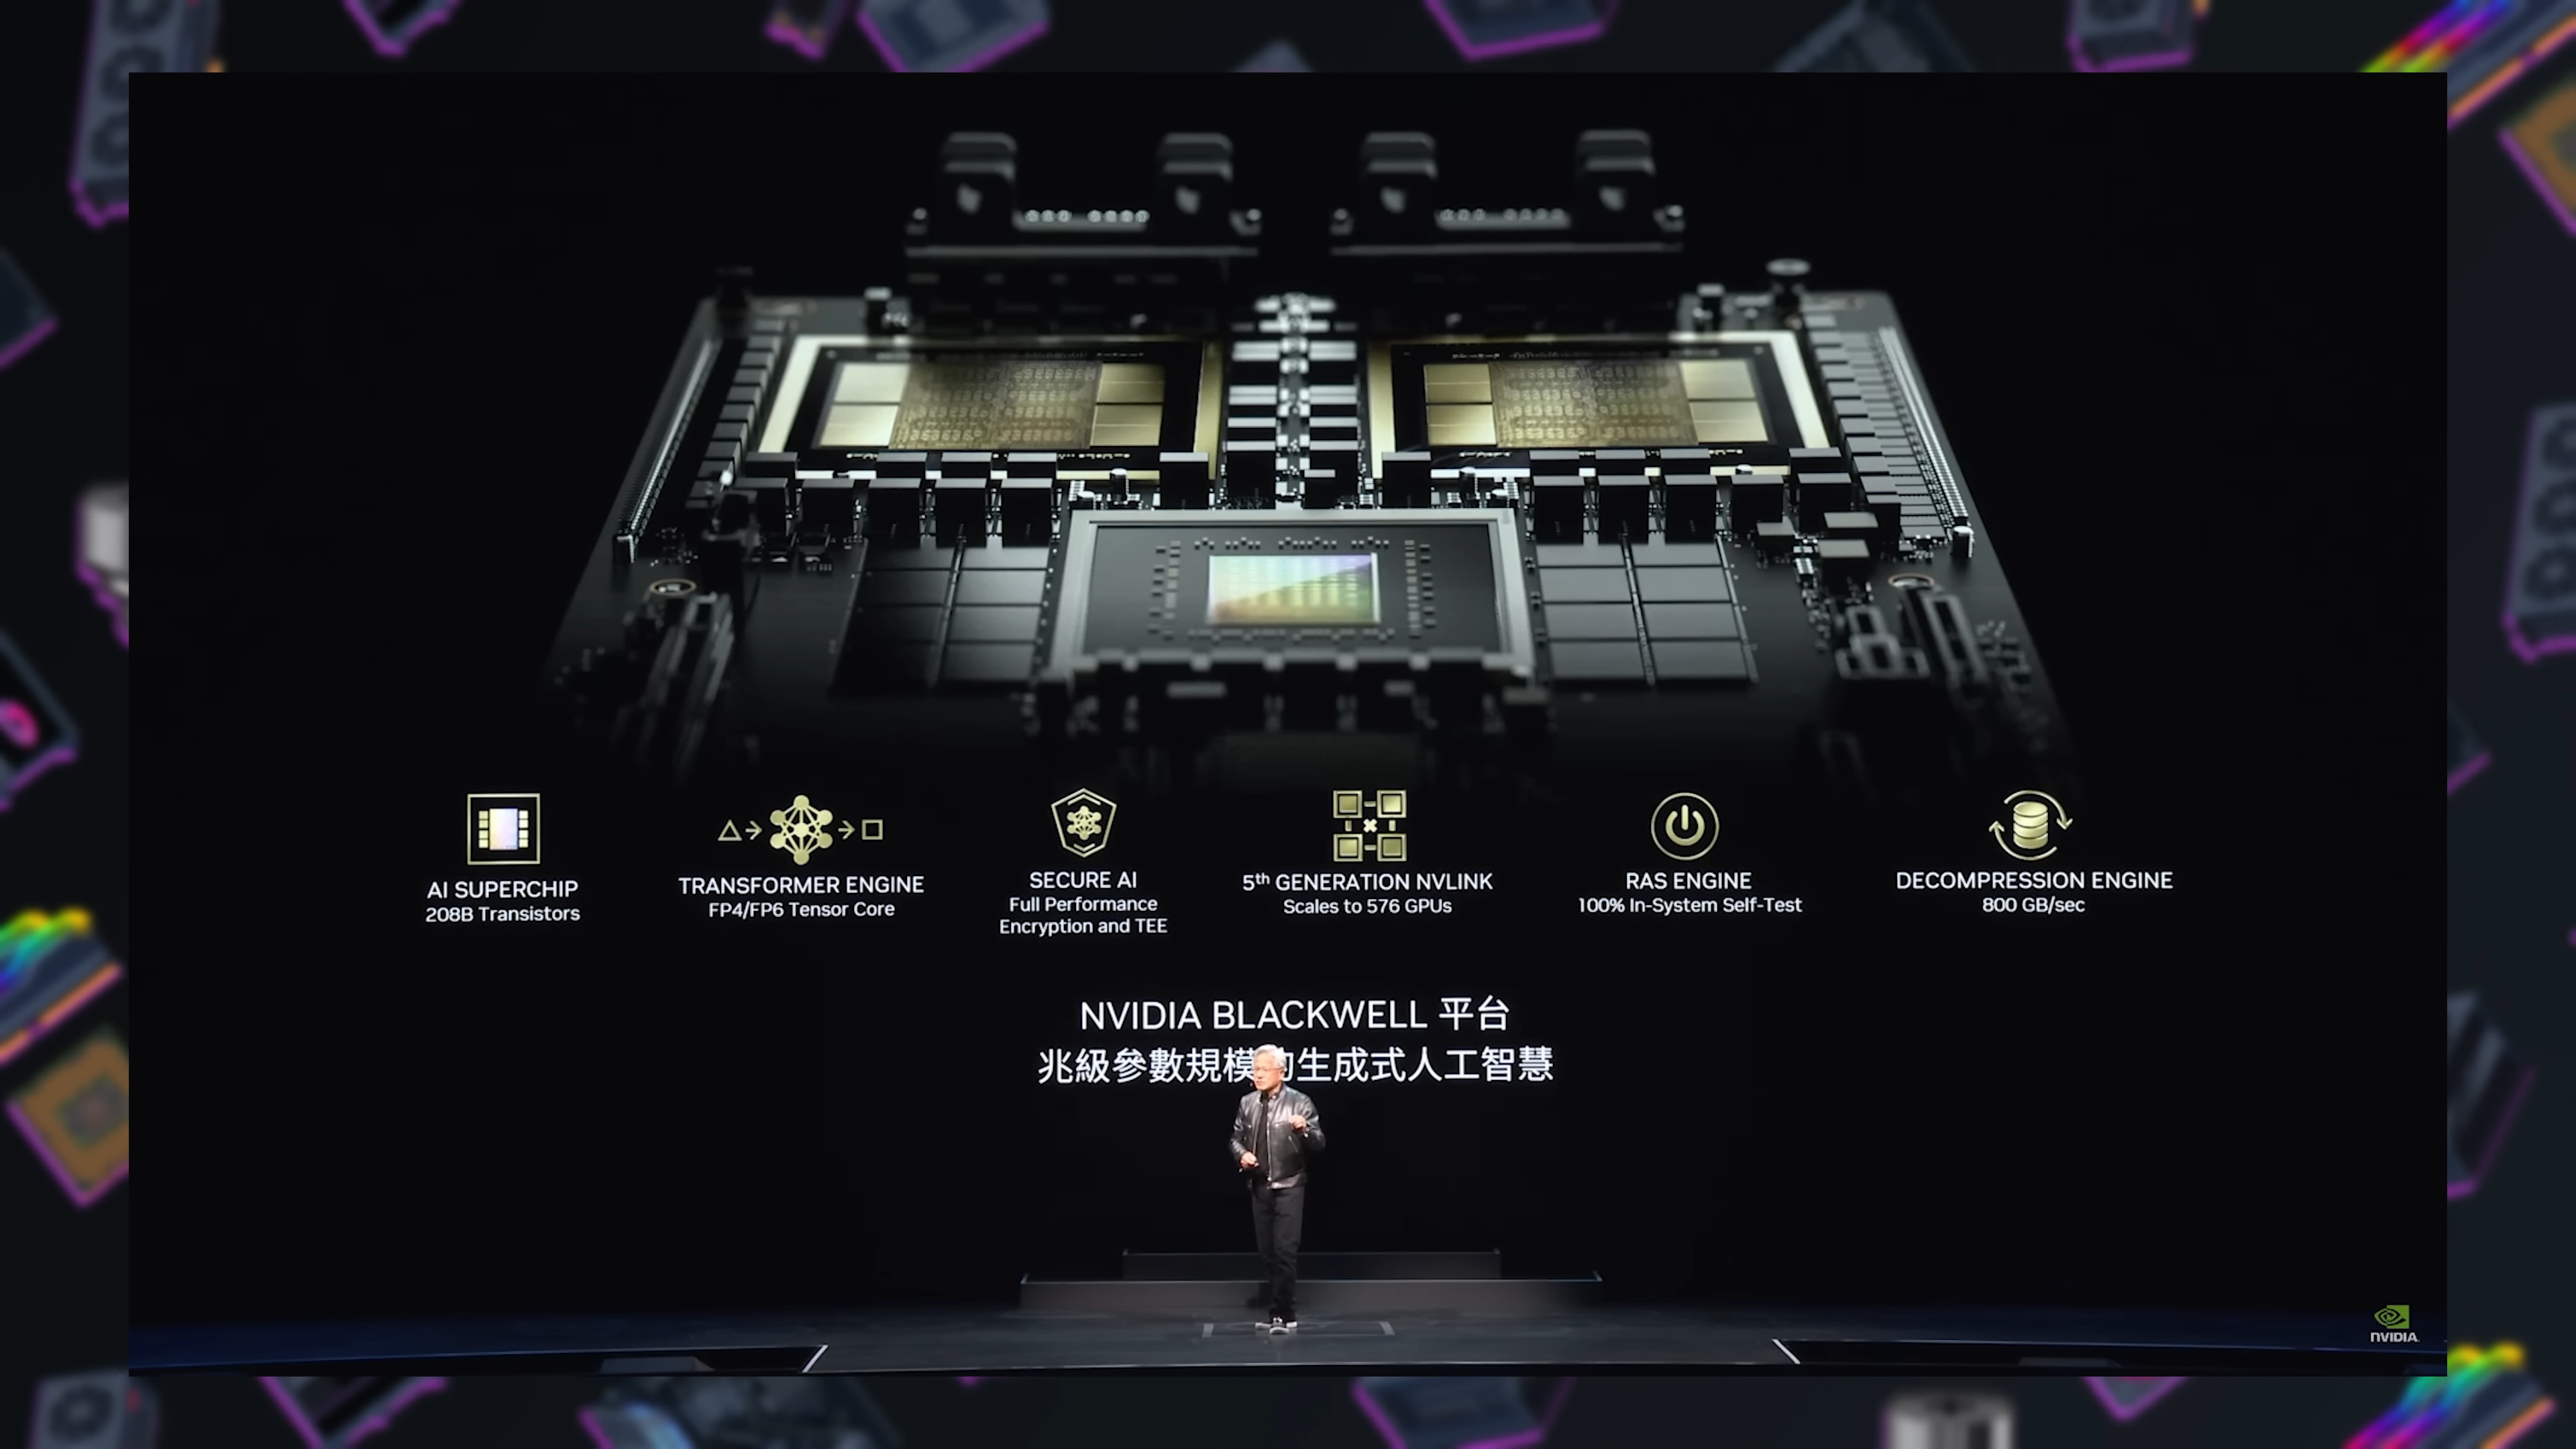 AI SUPERCHIP
208B Transistors
TRANSFORMER ENGINE
FP4/FP6 Tensor Core
SECURE AI
Full Performance
Encryption and TEE
5th GENERATION NVLINK
Scales to 576 GPUs
RAS ENGINE
100% In-System Self-Test
DECOMPRESSION ENGINE
800 GB/sec
NVIDIA BLACKWELL 平台
兆級參數規模的生成式人工智慧
NVIDIA